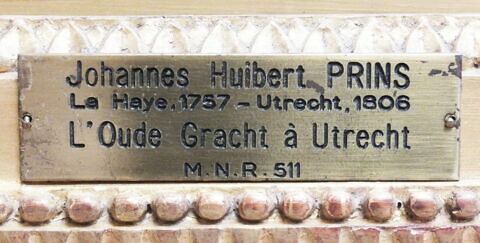 Johannes Huibert PRINS
La Haye, 1757 - Utrecht, 1806
L'Oude Gracht à Utrecht
M.N.R. 511